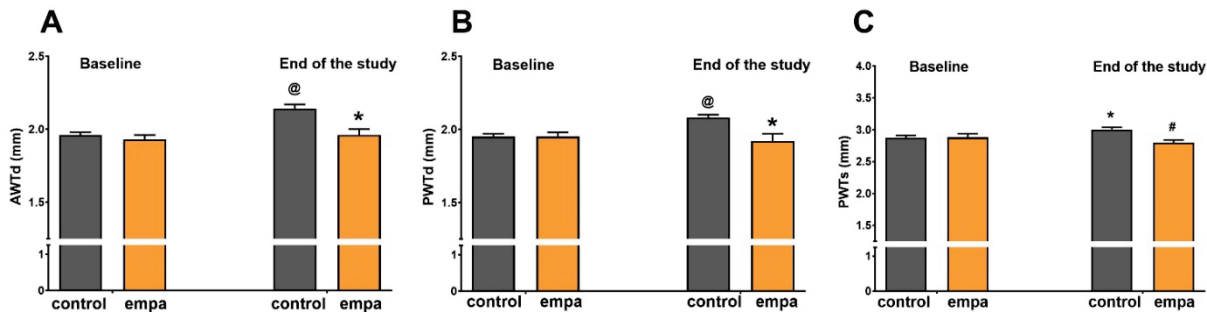 A
AWTd (mm)
2.5
2.0
1.5
1
0
Baseline
End of the study
@
*
control
empa
control
empa
B
PWTd (mm)
2.5
2.0
1.5
1
0
Baseline
End of the study
@
*
control
empa
control
empa
C
PWTs (mm)
4.0
3.5
3.0
2.5
2.0
1.5
1
0
Baseline
End of the study
*
#
control
empa
control
empa